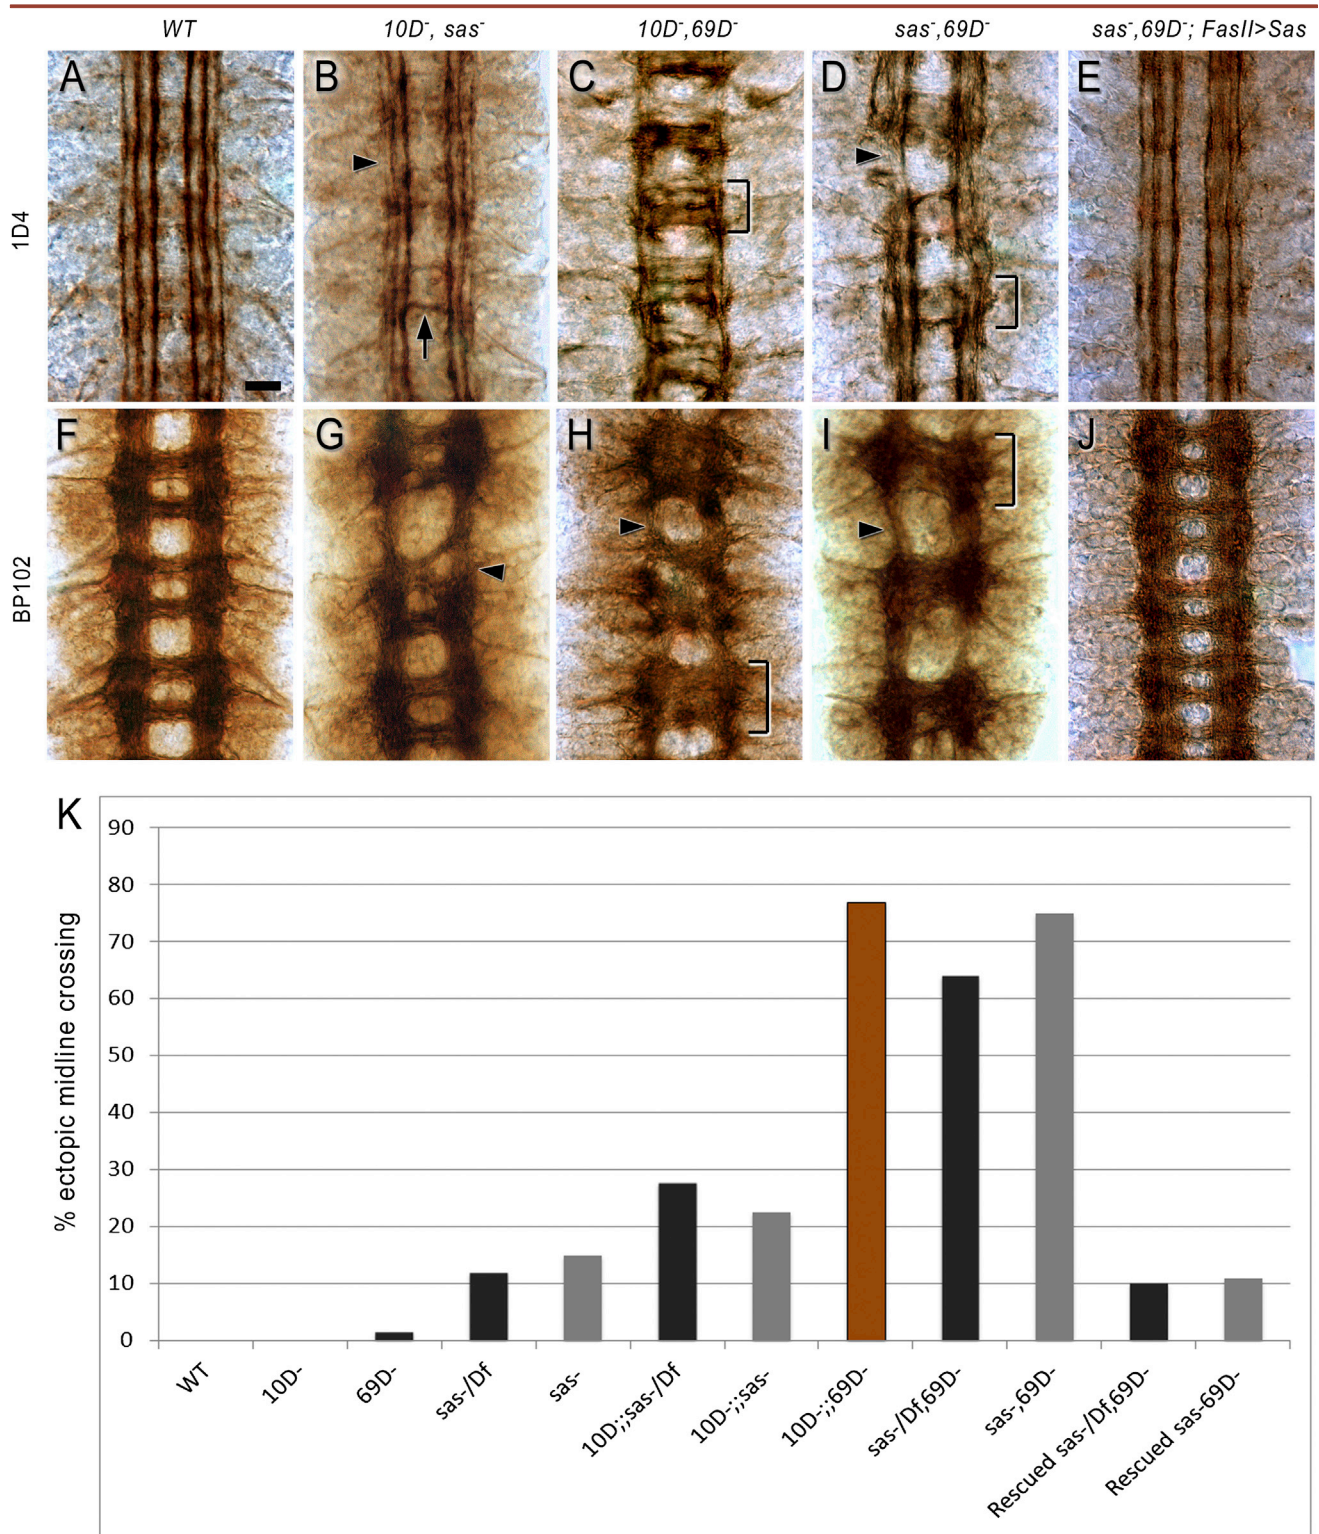 WT 10D⁻, sas⁻ 10D⁻,69D⁻ sas⁻,69D⁻ sas⁻,69D⁻; FasII>Sas
1D4
A B C D E
BP102
F G H I J
K
% ectopic midline crossing
90
80
70
60
50
40
30
20
10
0
WT
10D-
69D-
sas-/Df
sas-
10D;;sas-/Df
10D-;;sas-
10D-;;69D-
sas-/Df,69D-
sas-,69D-
Rescued sas-/Df,69D-
Rescued sas-69D-